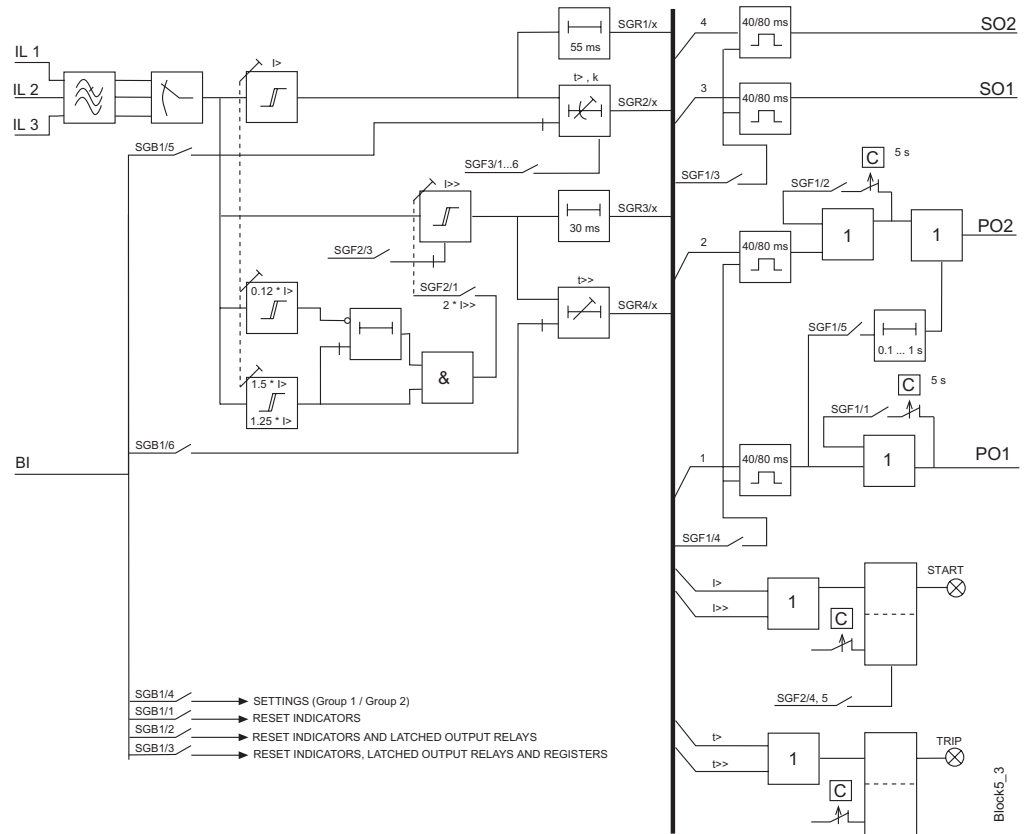 IL 1
IL 2
IL 3
I>
55 ms
SGR1/x
t> , k
SGR2/x
SGB1/5
SGF3/1...6
I>>
30 ms
SGR3/x
SGF2/3
0.12 * I>
SGF2/1
2 * I>>
t>>
SGR4/x
&
1.5 * I>
1.25 * I>
SGB1/6
BI
SGB1/4
SETTINGS (Group 1 / Group 2)
SGB1/1
RESET INDICATORS
SGB1/2
RESET INDICATORS AND LATCHED OUTPUT RELAYS
SGB1/3
RESET INDICATORS, LATCHED OUTPUT RELAYS AND REGISTERS
4
40/80 ms
SO2
3
40/80 ms
SO1
SGF1/3
C
5 s
SGF1/2
2
40/80 ms
1
1
PO2
SGF1/5
0.1 ... 1 s
C
5 s
SGF1/1
1
40/80 ms
1
PO1
SGF1/4
I>
I>>
1
C
START
SGF2/4, 5
t>
t>>
1
C
TRIP
Block5_3